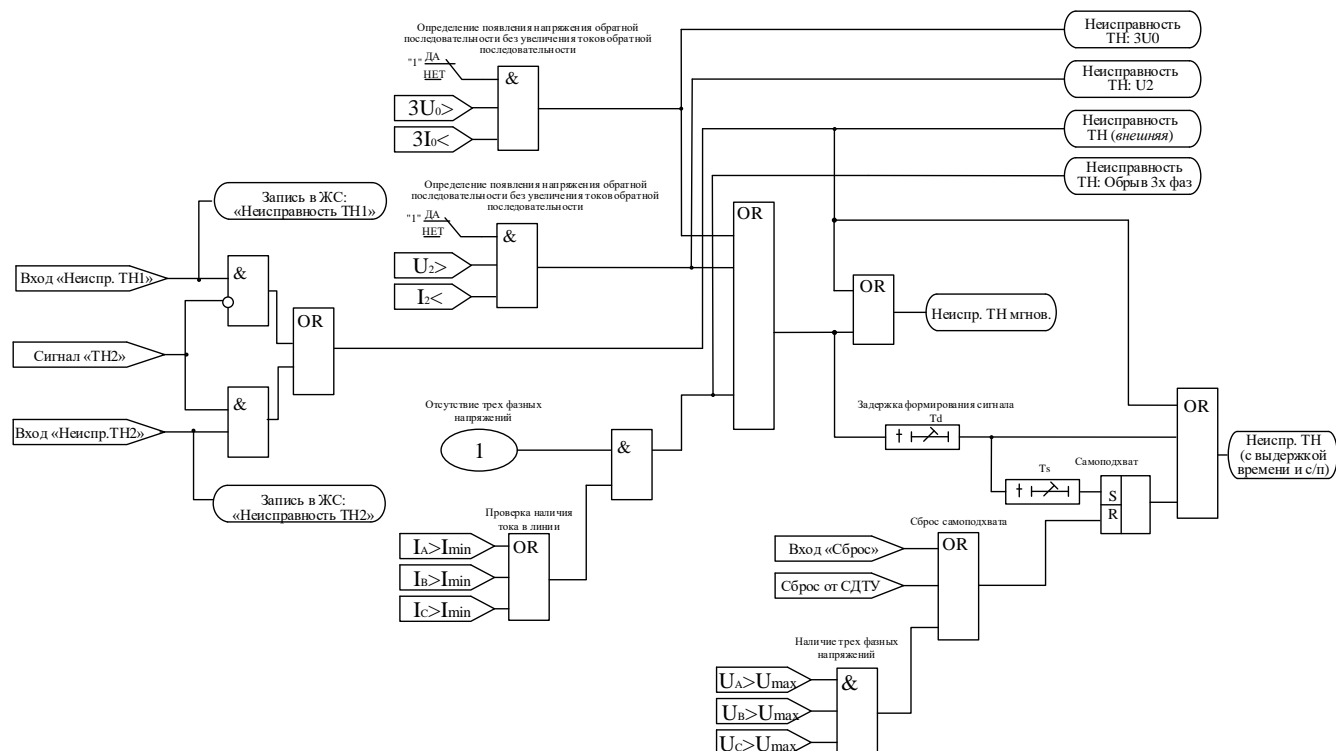 Определение появления напряжения обратной
последовательности без увеличения токов обратной
последовательности
"1" ДА
НЕТ
&
3U0>
3I0<
Неисправность
ТН: 3U0
Неисправность
ТН: U2
Неисправность
ТН (внешняя)
Неисправность
ТН: Обрыв 3х фаз
Запись в ЖС:
«Неисправность ТН1»
Определение появления напряжения обратной
последовательности без увеличения токов обратной
последовательности
"1" ДА
НЕТ
&
U2>
I2<
OR
Вход «Неиспр. ТН1»
&
OR
Сигнал «ТН2»
&
Вход «Неиспр.ТН2»
Запись в ЖС:
«Неисправность ТН2»
OR
Неиспр. ТН мгнов.
Отсутствие трех фазных
напряжений
1
&
Задержка формирования сигнала
Td
OR
Неиспр. ТН
(с выдержкой
времени и с/п)
Ts
Самоподхват
S
R
Проверка наличия
тока в линии
IA>Imin
IB>Imin
IC>Imin
OR
Сброс самоподхвата
Вход «Сброс»
Сброс от СДТУ
OR
Наличие трех фазных
напряжений
UA>Umax
UB>Umax
UC>Umax
&